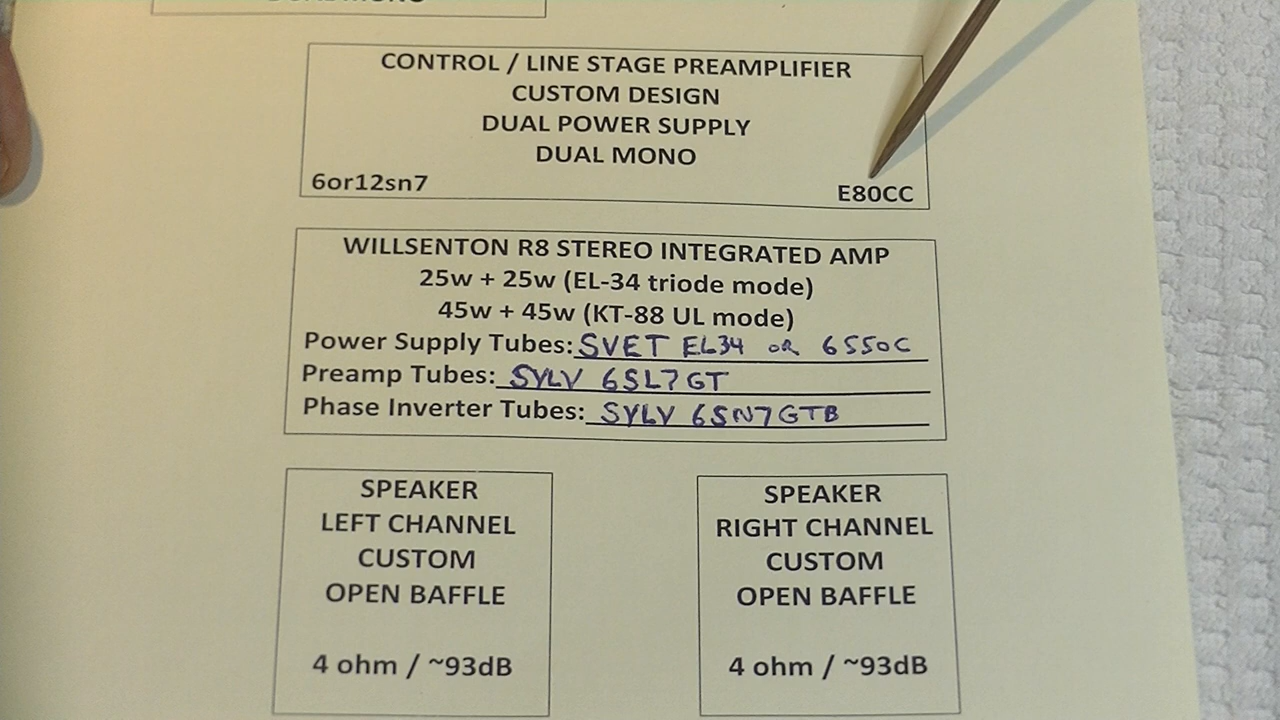 CONTROL / LINE STAGE PREAMPLIFIER
CUSTOM DESIGN
DUAL POWER SUPPLY
DUAL MONO
6or12sn7 E80CC
WILLSENTON R8 STEREO INTEGRATED AMP
25w + 25w (EL-34 triode mode)
45w + 45w (KT-88 UL mode)
Power Supply Tubes: SVET EL34 OR 6550C
Preamp Tubes: SYLV 6SL7GT
Phase Inverter Tubes: SYLV 6SN7GTB
SPEAKER
LEFT CHANNEL
CUSTOM
OPEN BAFFLE
4 ohm / ~93dB
SPEAKER
RIGHT CHANNEL
CUSTOM
OPEN BAFFLE
4 ohm / ~93dB